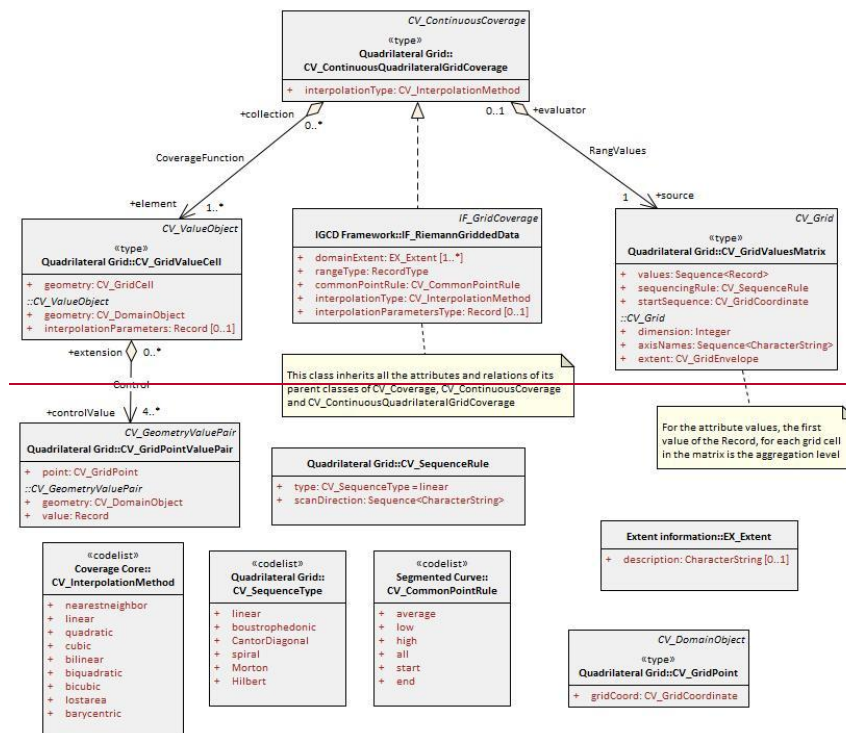 CV_ContinuousCoverage
«type»
Quadrilateral Grid::
CV_ContinuousQuadrilateralGridCoverage
+ interpolationType: CV_InterpolationMethod
+collection
0..*
0..1
+evaluator
CoverageFunction
RangValues
+element
1..*
1
+source
CV_ValueObject
«type»
Quadrilateral Grid::CV_GridValueCell
+ geometry: CV_GridCell
::CV_ValueObject
+ geometry: CV_DomainObject
+ interpolationParameters: Record [0..1]
IF_GridCoverage
IGCD Framework::IF_RiemannGriddedData
+ domainExtent: EX_Extent [1..*]
+ rangeType: RecordType
+ commonPointRule: CV_CommonPointRule
+ interpolationType: CV_InterpolationMethod
+ interpolationParametersType: Record [0..1]
CV_Grid
«type»
Quadrilateral Grid::CV_GridValuesMatrix
+ values: Sequence<Record>
+ sequencingRule: CV_SequenceRule
+ startSequence: CV_GridCoordinate
::CV_Grid
+ dimension: Integer
+ axisNames: Sequence<CharacterString>
+ extent: CV_GridEnvelope
+extension
0..*
Control
+controlValue
4..*
This class inherits all the attributes and relations of its
parent classes of CV_Coverage, CV_ContinuousCoverage
and CV_ContinuousQuadrilateralGridCoverage
For the attribute values, the first
value of the Record, for each grid cell
in the matrix is the aggregation level
CV_GeometryValuePair
Quadrilateral Grid::CV_GridPointValuePair
+ point: CV_GridPoint
::CV_GeometryValuePair
+ geometry: CV_DomainObject
+ value: Record
Quadrilateral Grid::CV_SequenceRule
+ type: CV_SequenceType = linear
+ scanDirection: Sequence<CharacterString>
Extent information::EX_Extent
+ description: CharacterString [0..1]
«codelist»
Coverage Core::
CV_InterpolationMethod
+ nearestneighbor
+ linear
+ quadratic
+ cubic
+ bilinear
+ biquadratic
+ bicubic
+ lostarea
+ barycentric
«codelist»
Quadrilateral Grid::
CV_SequenceType
+ linear
+ boustrophedonic
+ CantorDiagonal
+ spiral
+ Morton
+ Hilbert
«codelist»
Segmented Curve::
CV_CommonPointRule
+ average
+ low
+ high
+ all
+ start
+ end
CV_DomainObject
«type»
Quadrilateral Grid::CV_GridPoint
+ gridCoord: CV_GridCoordinate